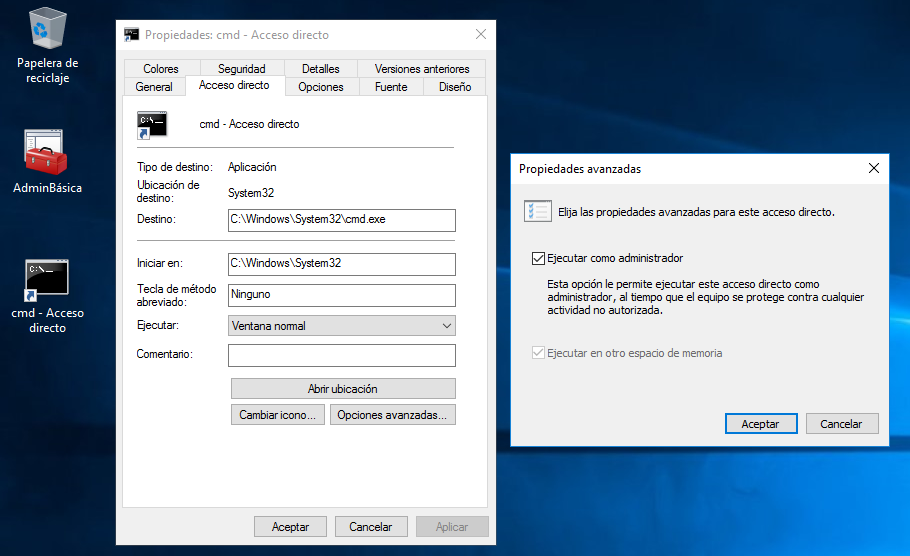 Papelera de
reciclaje
AdminBásica
cmd - Acceso
directo
Propiedades: cmd - Acceso directo
Colores Seguridad Detalles Versiones anteriores
General Acceso directo Opciones Fuente Diseño
C:\_
cmd - Acceso directo
Tipo de destino: Aplicación
Ubicación de
destino: System32
Destino: C:\Windows\System32\cmd.exe
Iniciar en: C:\Windows\System32
Tecla de método
abreviado: Ninguno
Ejecutar: Ventana normal
Comentario:
Abrir ubicación
Cambiar icono... Opciones avanzadas...
Aceptar Cancelar Aplicar
Propiedades avanzadas
Elija las propiedades avanzadas para este acceso directo.
Ejecutar como administrador
Esta opción le permite ejecutar este acceso directo como
administrador, al tiempo que el equipo se protege contra cualquier
actividad no autorizada.
Ejecutar en otro espacio de memoria
Aceptar Cancelar